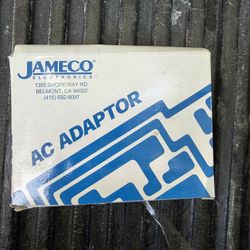 JAMECO
ELECTRONICS
1355 SHOREWAY RD.
BELMONT, CA 94002
(415) 592-8097
AC ADAPTOR